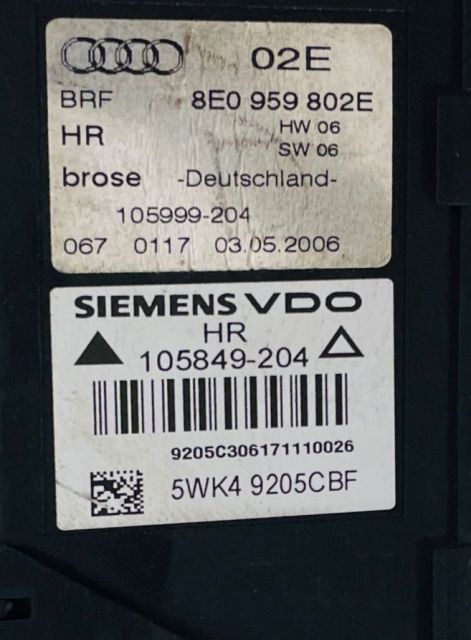 02E
BRF 8E0 959 802E
HR HW 06
SW 06
brose -Deutschland-
105999-204
067 0117 03.05.2006
SIEMENS VDO
HR
105849-204
9205C306171110026
5WK4 9205CBF